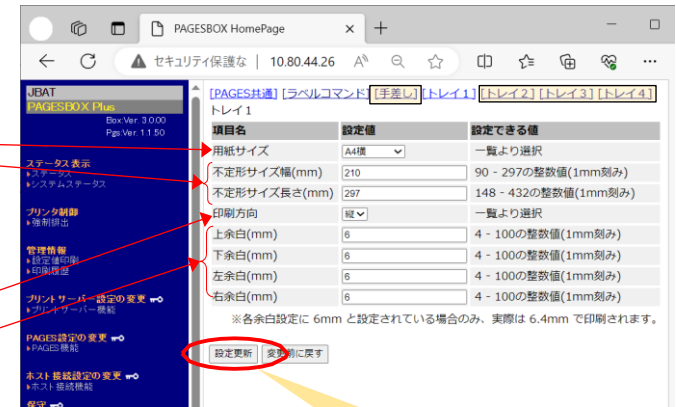 PAGESBOX HomePage
セキュリティ保護なし
10.80.44.26
JBAT
PAGESBOX Plus
Box:Ver. 3.0.00
Pgs:Ver. 1.1.50
ステータス表示
ステータス
システムステータス
プリンタ制御
強制排出
管理情報
設定値印刷
印刷履歴
プリントサーバー設定の変更
プリントサーバー機能
PAGES設定の変更
PAGES機能
ホスト接続設定の変更
ホスト接続機能
保守
[PAGES共通] [ラベルコマンド] [手差し] [トレイ1] [トレイ2] [トレイ3] [トレイ4]
トレイ1
項目名 設定値 設定できる値
用紙サイズ A4横 一覧より選択
不定形サイズ幅(mm) 210 90 - 297の整数値(1mm刻み)
不定形サイズ長さ(mm) 297 148 - 432の整数値(1mm刻み)
印刷方向 縦 一覧より選択
上余白(mm) 6 4 - 100の整数値(1mm刻み)
下余白(mm) 6 4 - 100の整数値(1mm刻み)
左余白(mm) 6 4 - 100の整数値(1mm刻み)
右余白(mm) 6 4 - 100の整数値(1mm刻み)
※各余白設定に 6mm と設定されている場合のみ、実際は 6.4mm で印刷されます。
設定更新 変更前に戻す